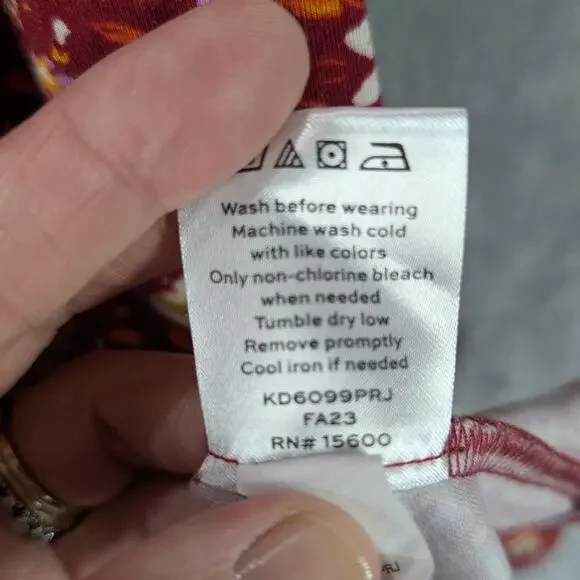 Wash before wearing
Machine wash cold
with like colors
Only non-chlorine bleach
when needed
Tumble dry low
Remove promptly
Cool iron if needed
KD6099PRJ
FA23
RN# 15600